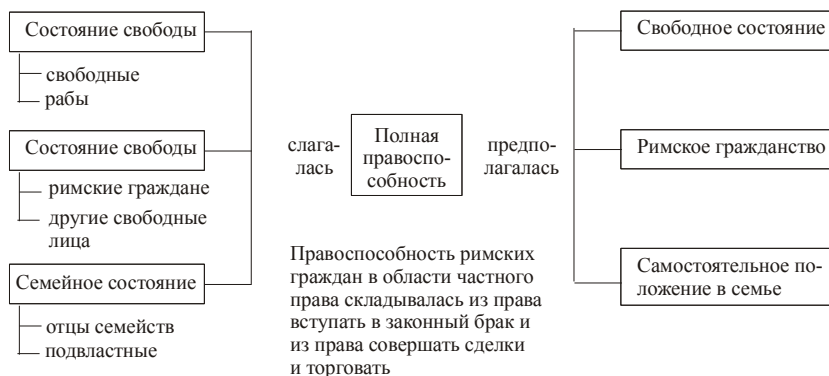 Состояние свободы
свободные
рабы
Состояние свободы
римские граждане
другие свободные
лица
Семейное состояние
отцы семейств
подвластные
слага-
лась
Полная
правоспо-
собность
предпо-
лагалась
Правоспособность римских
граждан в области частного
права складывалась из права
вступать в законный брак и
из права совершать сделки
и торговать
Свободное состояние
Римское гражданство
Самостоятельное по-
ложение в семье